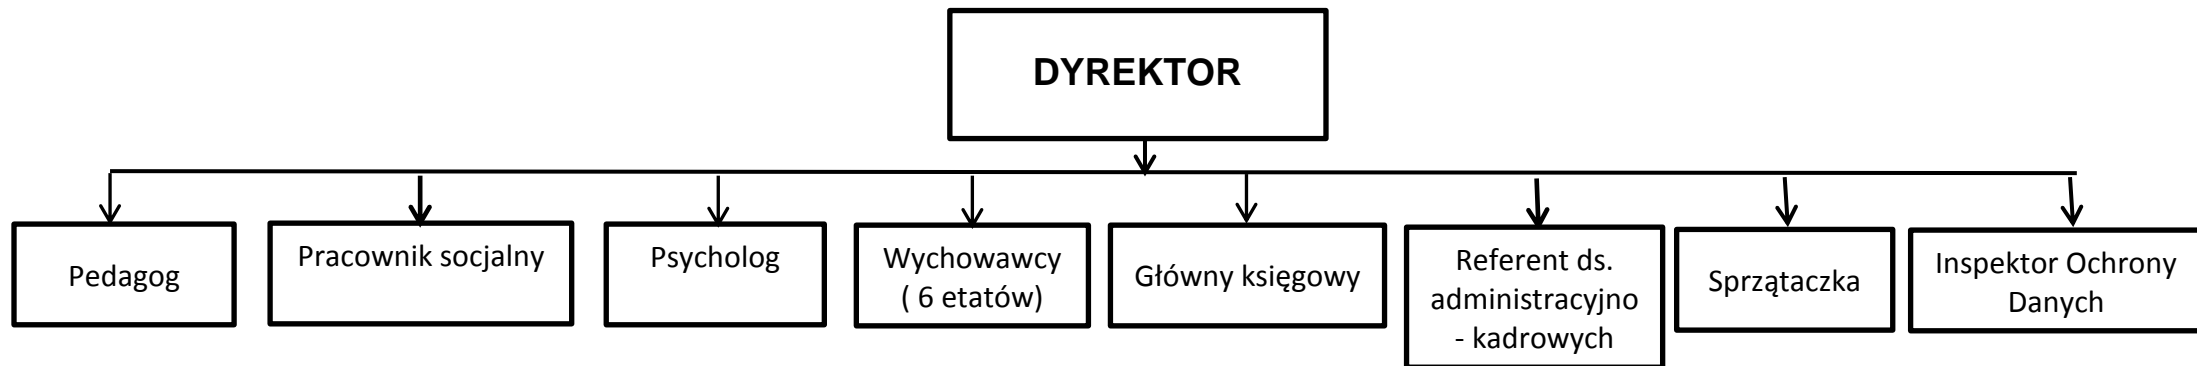 DYREKTOR
Pedagog
Pracownik socjalny
Psycholog
Wychowawcy
( 6 etatów)
Główny księgowy
Referent ds.
administracyjno
- kadrowych
Sprzątaczka
Inspektor Ochrony
Danych